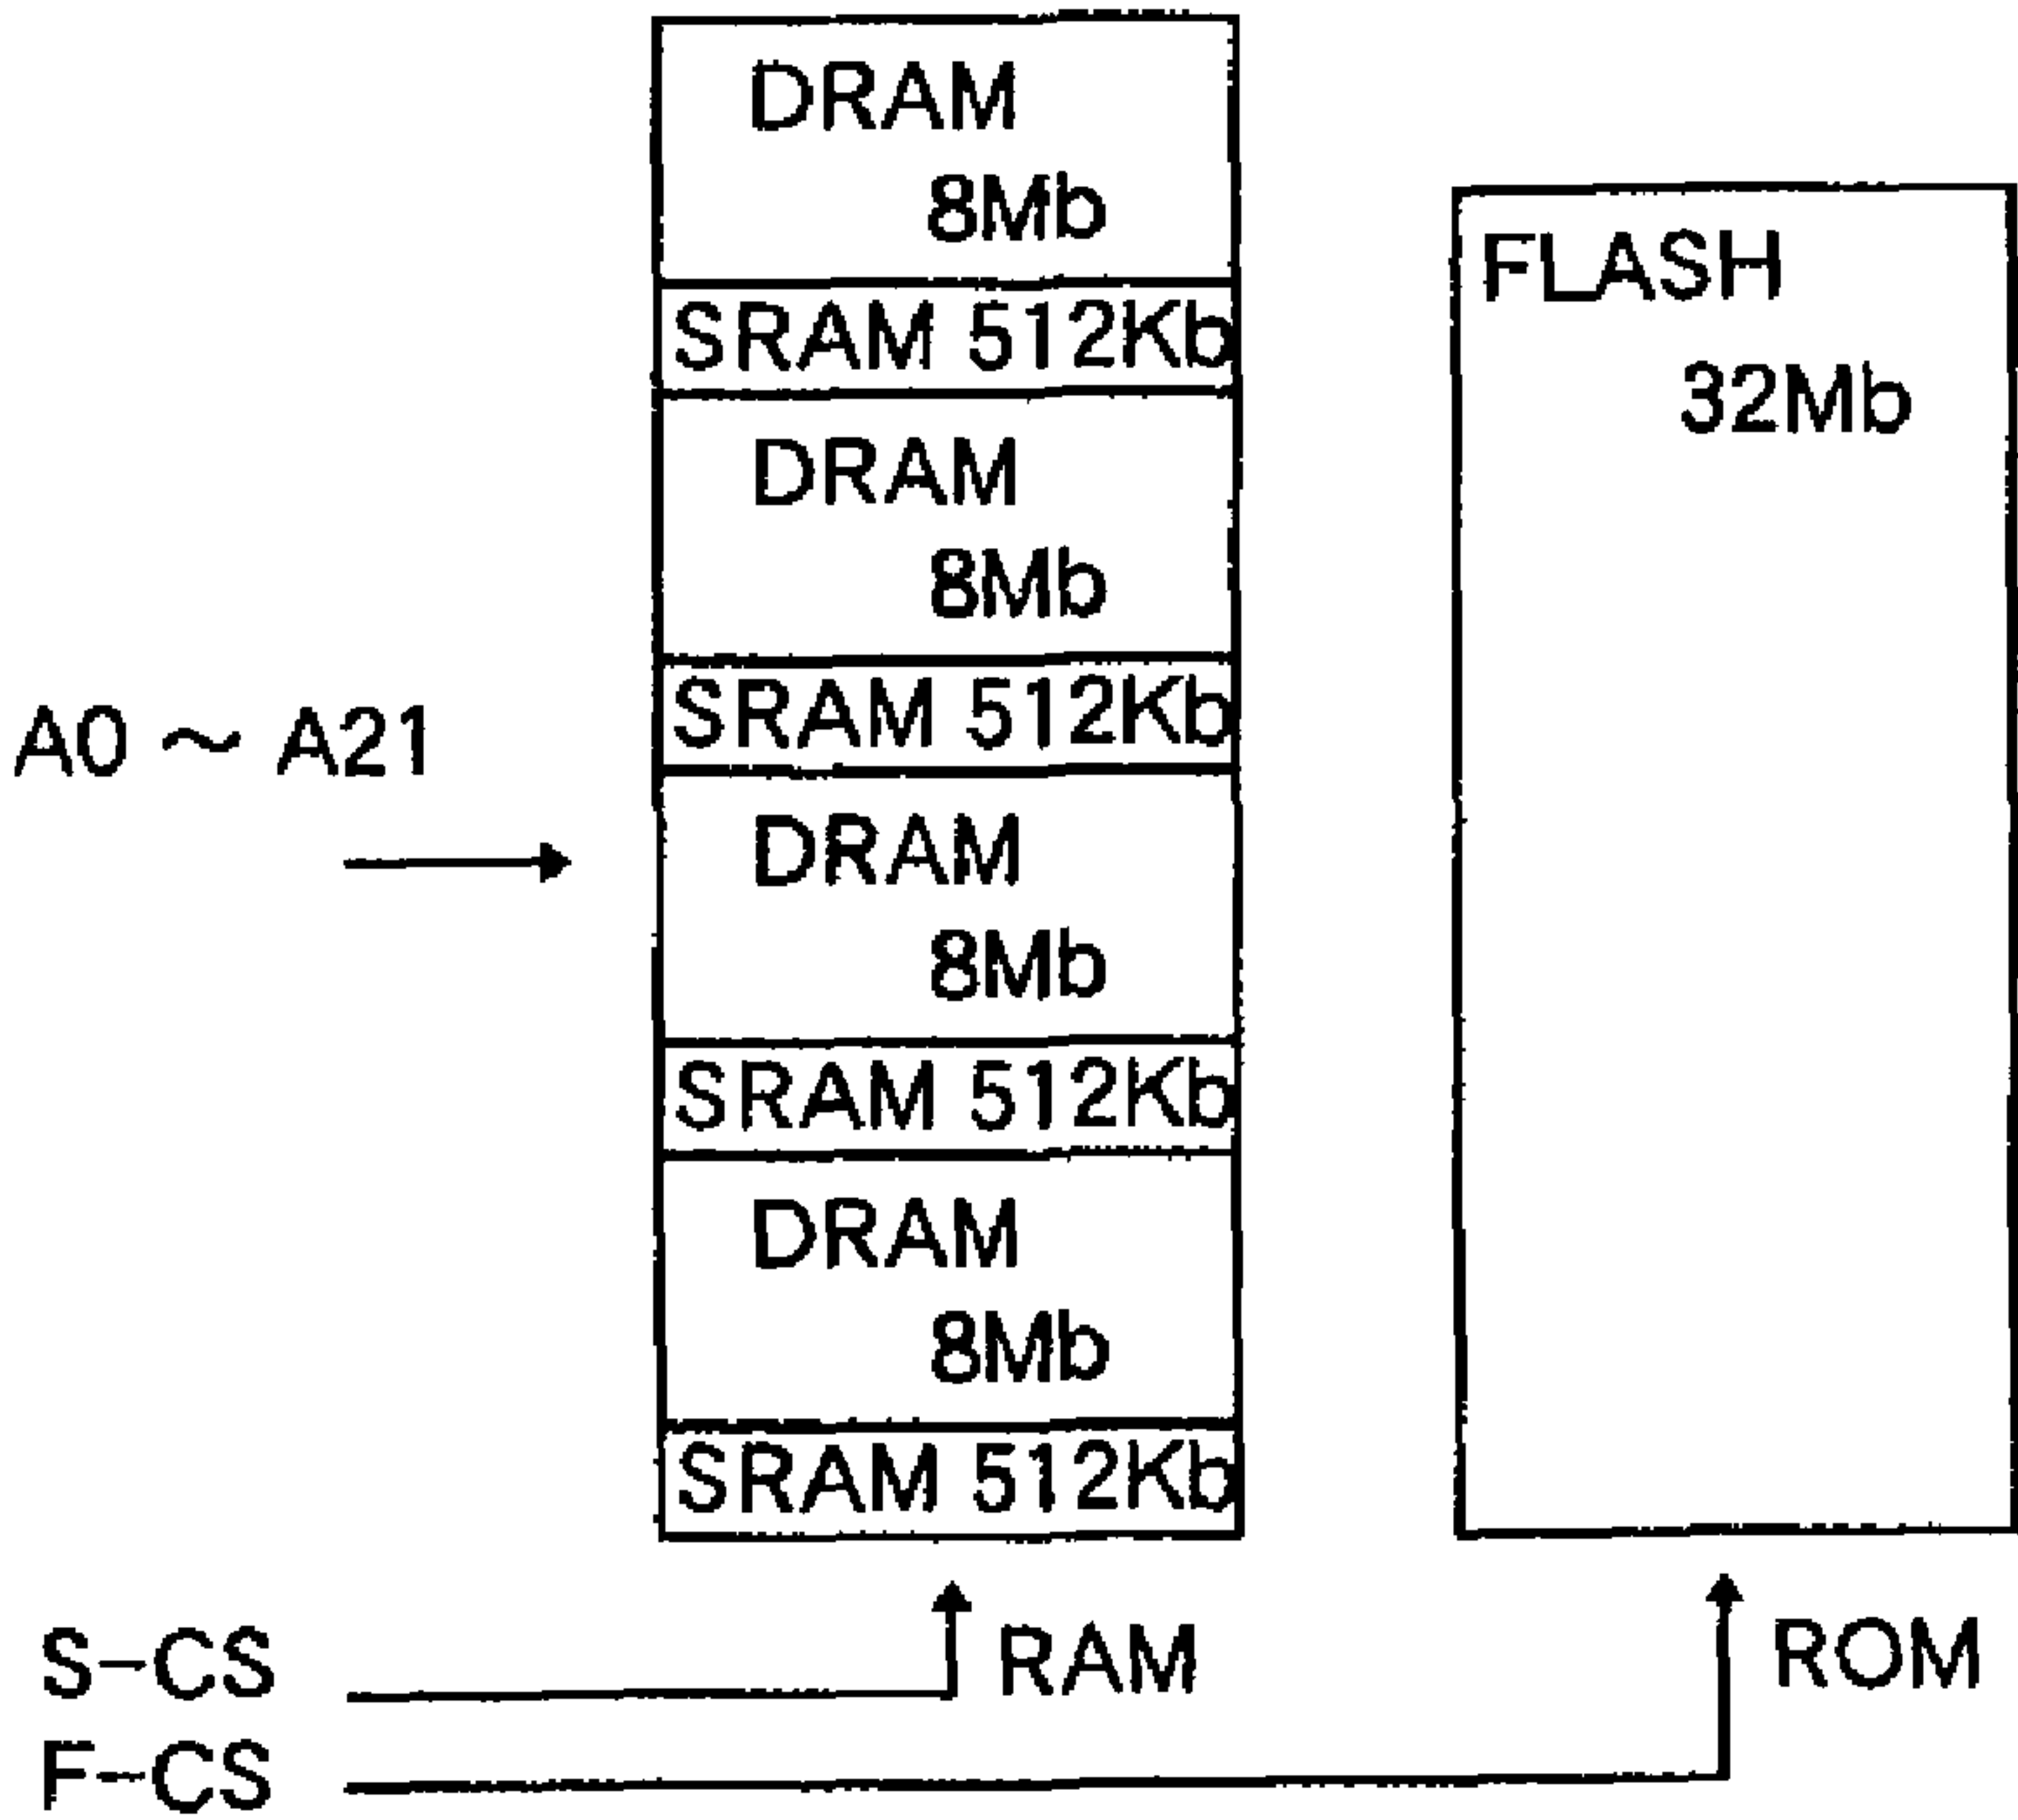 DRAM
8Mb
SRAM 512Kb
DRAM
8Mb
SRAM 512Kb
DRAM
8Mb
SRAM 512Kb
DRAM
8Mb
SRAM 512Kb
FLASH
32Mb
A0 ～ A21
S-CS
RAM
ROM
F-CS